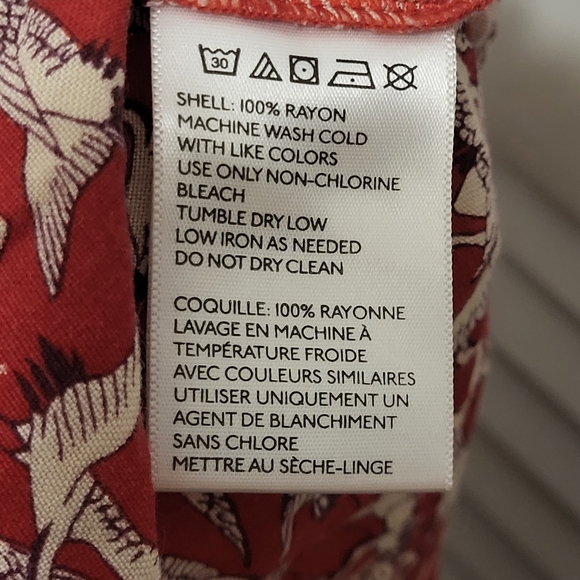 30
SHELL: 100% RAYON
MACHINE WASH COLD
WITH LIKE COLORS
USE ONLY NON-CHLORINE
BLEACH
TUMBLE DRY LOW
LOW IRON AS NEEDED
DO NOT DRY CLEAN
COQUILLE: 100% RAYONNE
LAVAGE EN MACHINE À
TEMPÉRATURE FROIDE
AVEC COULEURS SIMILAIRES
UTILISER UNIQUEMENT UN
AGENT DE BLANCHIMENT
SANS CHLORE
METTRE AU SÈCHE-LINGE